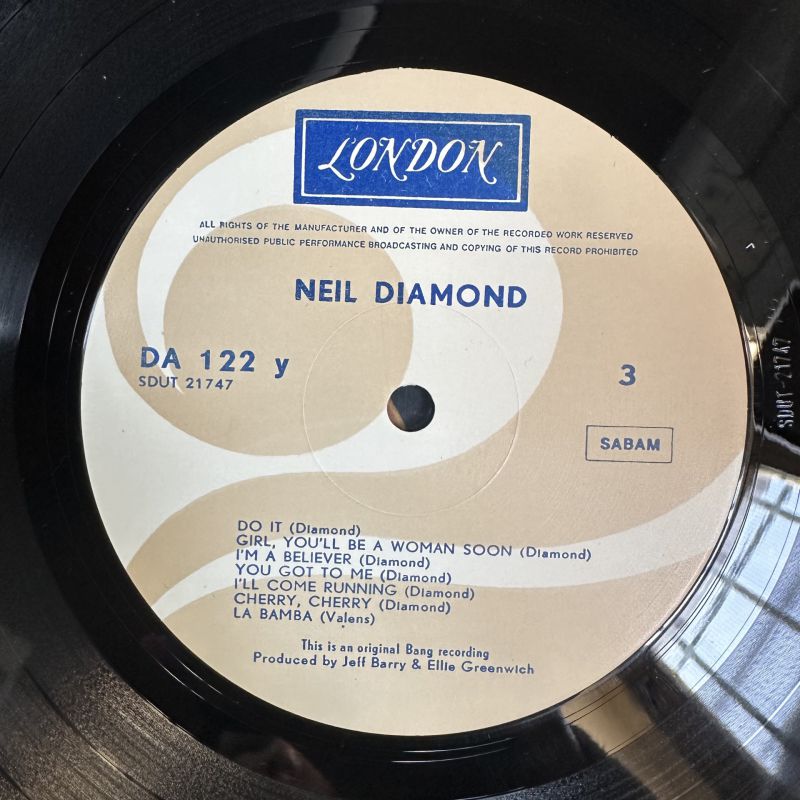 LONDON
ALL RIGHTS OF THE MANUFACTURER AND OF THE OWNER OF THE RECORDED WORK RESERVED
UNAUTHORISED PUBLIC PERFORMANCE BROADCASTING AND COPYING OF THIS RECORD PROHIBITED
NEIL DIAMOND
DA 122 y
SDUT 21747
3
SABAM
SDUT-21747
DO IT (Diamond)
GIRL, YOU'LL BE A WOMAN SOON (Diamond)
I'M A BELIEVER (Diamond)
YOU GOT TO ME (Diamond)
I'LL COME RUNNING (Diamond)
CHERRY, CHERRY (Diamond)
LA BAMBA (Valens)
This is an original Bang recording
Produced by Jeff Barry & Ellie Greenwich